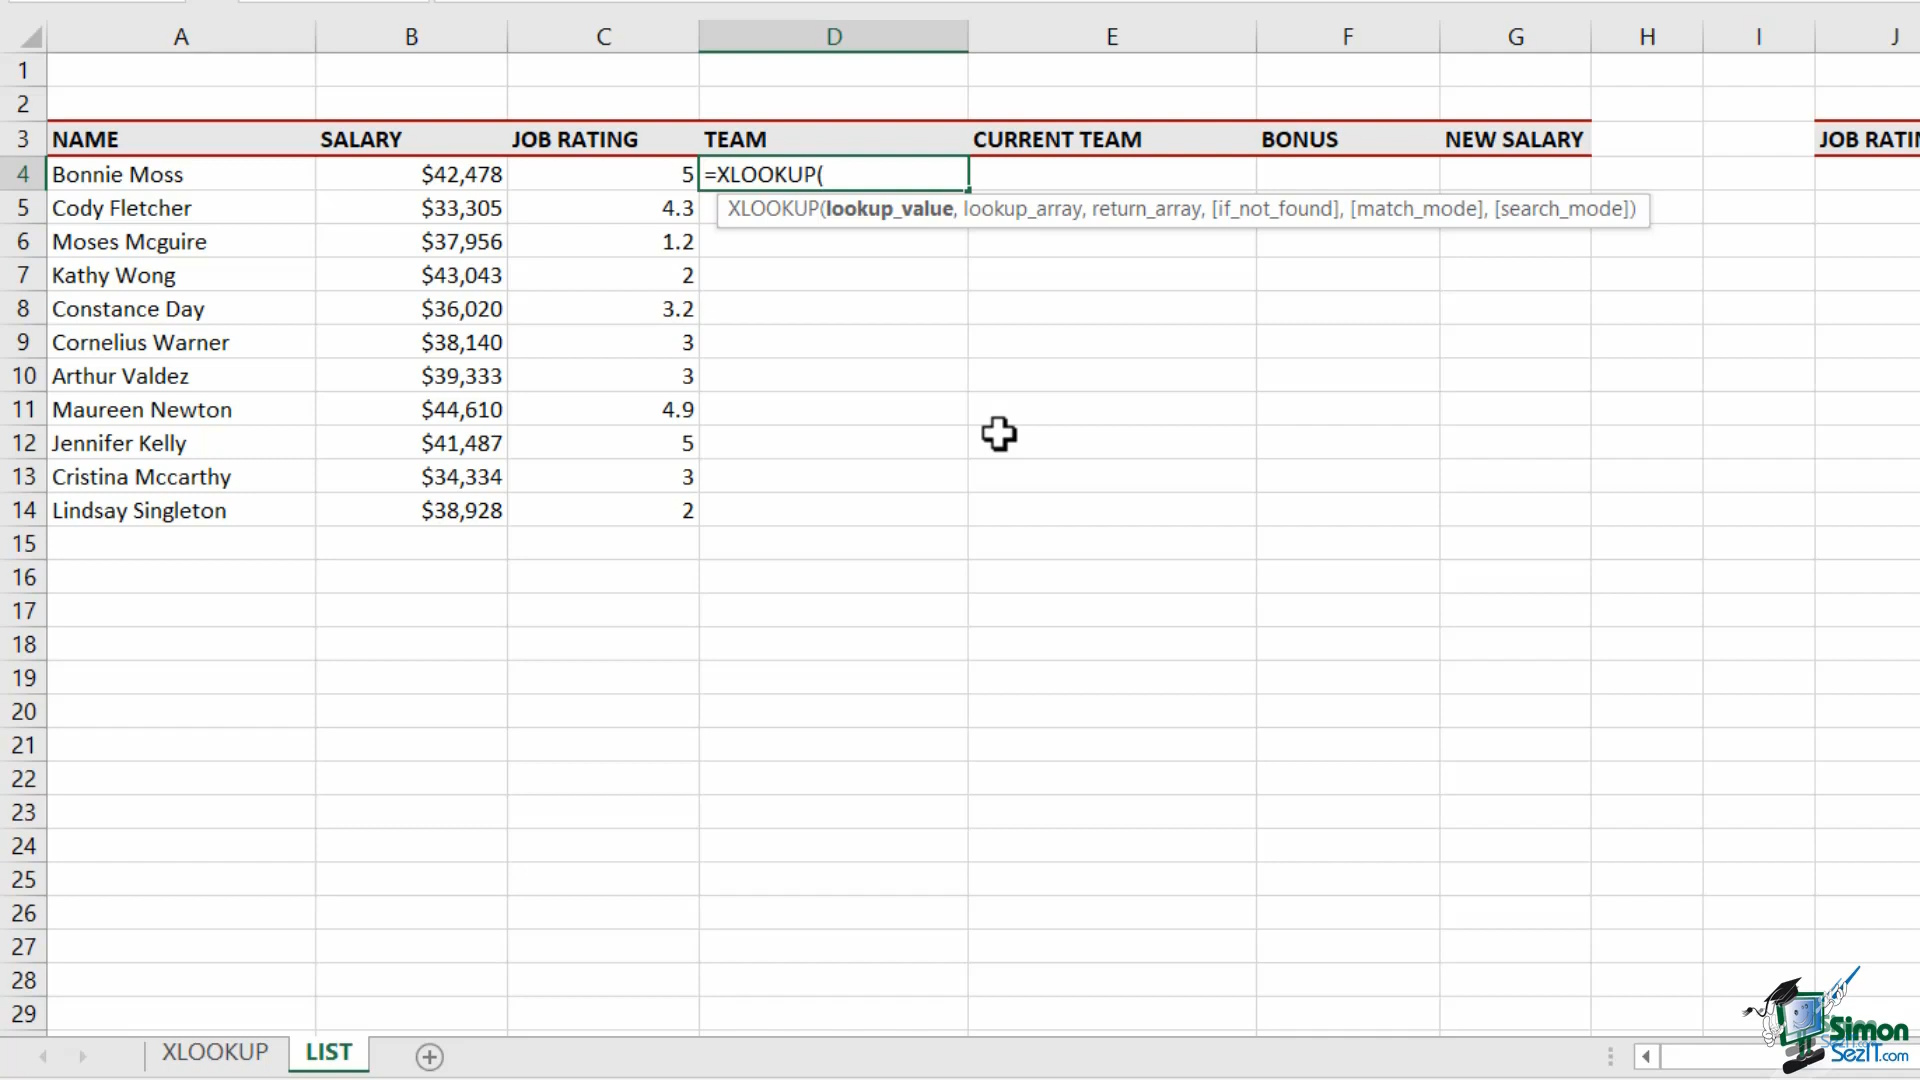 A B C D E F G H I J
1
2
3 NAME SALARY JOB RATING TEAM CURRENT TEAM BONUS NEW SALARY JOB RATIN
4 Bonnie Moss $42,478 5 =XLOOKUP(
5 Cody Fletcher $33,305 4.3 XLOOKUP(lookup_value, lookup_array, return_array, [if_not_found], [match_mode], [search_mode])
6 Moses Mcguire $37,956 1.2
7 Kathy Wong $43,043 2
8 Constance Day $36,020 3.2
9 Cornelius Warner $38,140 3
10 Arthur Valdez $39,333 3
11 Maureen Newton $44,610 4.9
12 Jennifer Kelly $41,487 5
13 Cristina Mccarthy $34,334 3
14 Lindsay Singleton $38,928 2
15
16
17
18
19
20
21
22
23
24
25
26
27
28
29
XLOOKUP LIST
Simon
SezIT.com